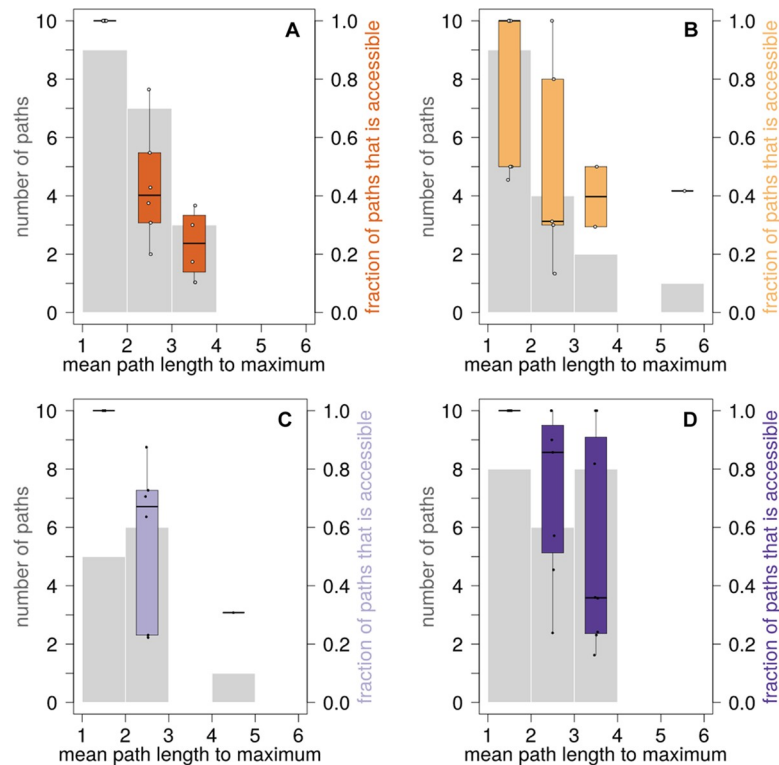 A
number of paths
10
8
6
4
2
0
1.0
0.8
0.6
0.4
0.2
0.0
fraction of paths that is accessible
1 2 3 4 5 6
mean path length to maximum
B
number of paths
10
8
6
4
2
0
1.0
0.8
0.6
0.4
0.2
0.0
fraction of paths that is accessible
1 2 3 4 5 6
mean path length to maximum
C
number of paths
10
8
6
4
2
0
1.0
0.8
0.6
0.4
0.2
0.0
fraction of paths that is accessible
1 2 3 4 5 6
mean path length to maximum
D
number of paths
10
8
6
4
2
0
1.0
0.8
0.6
0.4
0.2
0.0
fraction of paths that is accessible
1 2 3 4 5 6
mean path length to maximum